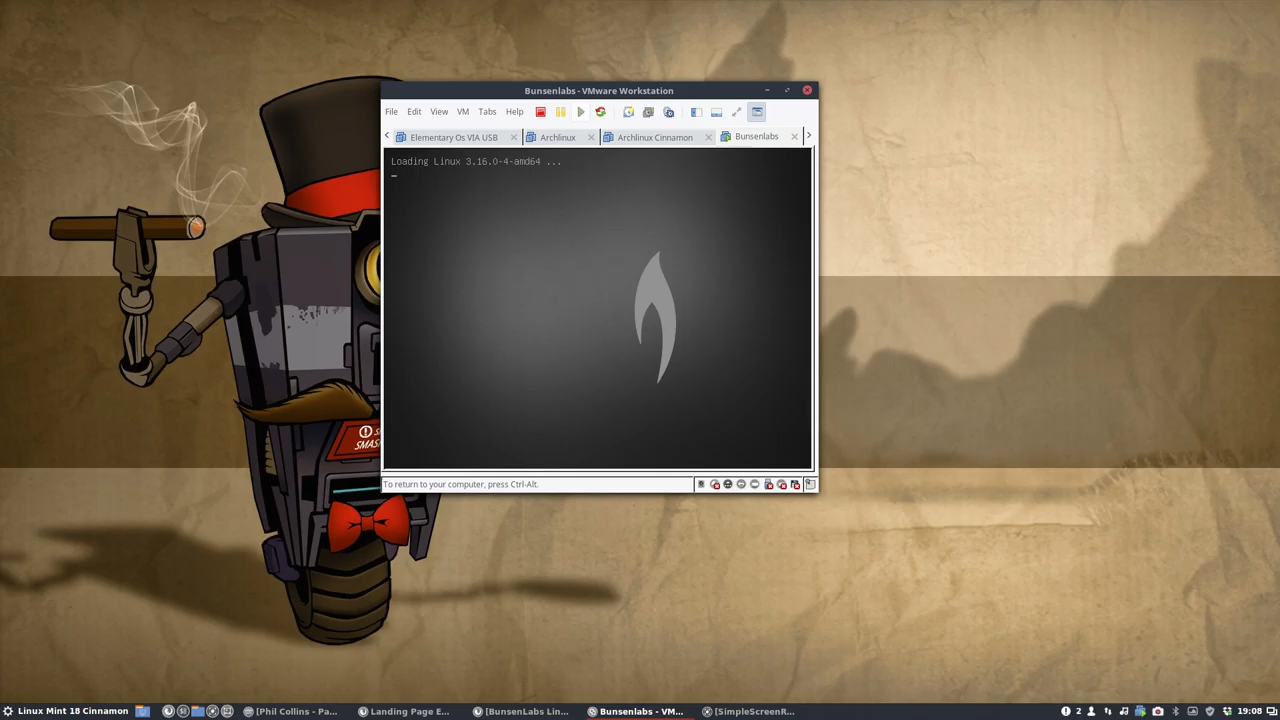 Bunsenlabs - VMware Workstation
File Edit View VM Tabs Help
Elementary Os VIA USB Archlinux Archlinux Cinnamon Bunsenlabs
Loading Linux 3.16.0-4-amd64 ...
SMAS
To return to your computer, press Ctrl-Alt.
Linux Mint 18 Cinnamon [Phil Collins - Pa... Landing Page E... [BunsenLabs Lin... Bunsenlabs - VM... [SimpleScreenR... 2 19:08